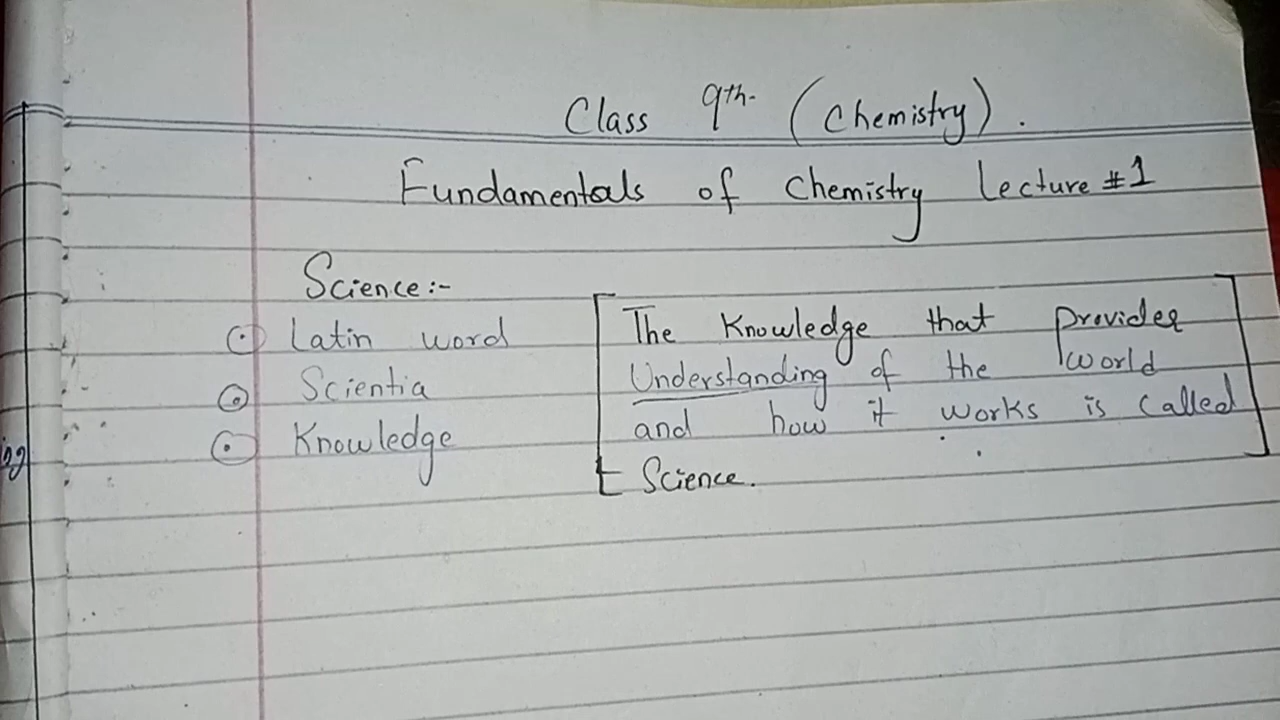 Class 9th. (Chemistry).
Fundamentals of Chemistry Lecture #1
Science:-
Latin word
Scientia
Knowledge
The Knowledge that provides
Understanding of the world
and how it works is called
Science.